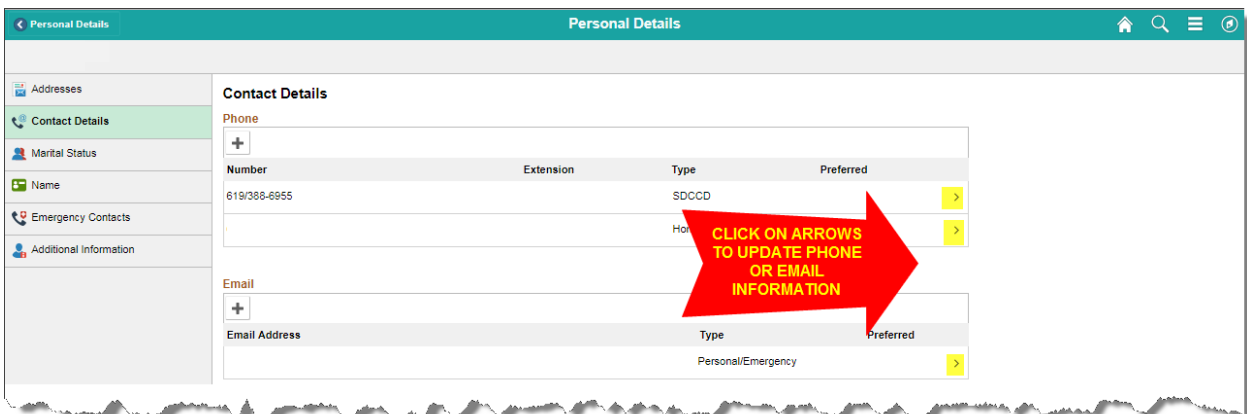 Personal Details
Personal Details
Addresses
Contact Details
Marital Status
Name
Emergency Contacts
Additional Information
Contact Details
Phone
Number Extension Type Preferred
619/388-6955 SDCCD
CLICK ON ARROWS
TO UPDATE PHONE
OR EMAIL
INFORMATION
Email
Email Address Type Preferred
Personal/Emergency